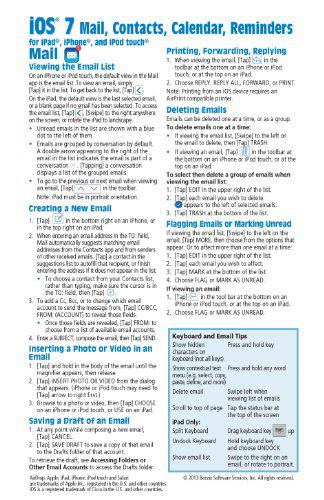 iOS® 7 Mail, Contacts, Calendar, Reminders
for iPad®, iPhone®, and iPod touch®
Mail
Viewing the Email List
On an iPhone or iPod touch, the default view in the Mail
app is the email list. To view an email, simply
[Tap] it in the list. To get back to the list, [Tap]
On the iPad, the default view is the last selected email,
or a blank page if no email has been selected. To access
the email list, [Tap] <, [Swipe] to the right anywhere
on the screen, or rotate the iPad to landscape.
• Unread emails in the list are shown with a blue
dot to the left of them.
• Emails are grouped by conversation by default.
A double arrow appearing to the right of the
email in the list indicates the email is part of a
conversation ». [Tapping] a conversation
displays a list of the grouped emails.
• To go to the previous or next email when viewing
an email, [Tap] in the toolbar.
Note: iPad must be in portrait orientation.
Creating a New Email
1. [Tap] in the bottom right on an iPhone, or
in the top right on an iPad.
2. When entering an email address in the TO: field,
Mail automatically suggests matching email
addresses from the Contacts app and from senders
of other received emails. [Tap] a contact in the
suggestions list to autofill that recipient, or finish
entering the address if it does not appear in the list.
• To choose a contact from your Contacts list,
rather than typing, make sure the cursor is in
the TO: field, then [Tap] ⊕.
3. To add a Cc, Bcc, or to change which email
account to send the message from, [Tap] CC/BCC,
FROM: (ACCOUNT) to reveal those fields.
• Once those fields are revealed, [Tap] FROM: to
choose from a list of available email accounts.
4. Enter a SUBJECT, compose the email, then [Tap] SEND.
Inserting a Photo or Video in an
Email
1. [Tap] and hold in the body of the email until the
magnifier appears, then release.
2. [Tap] INSERT PHOTO OR VIDEO from the dialog
that appears. (iPhone or iPod touch may need to
[Tap] arrow to right first.)
3. Browse to a photo or video, then [Tap] CHOOSE
on an iPhone or iPod touch, or USE on an iPad.
Saving a Draft of an Email
1. At any point while composing a new email,
[Tap] CANCEL.
2. [Tap] SAVE DRAFT to save a copy of that email
to the Drafts folder of that account.
To retrieve the draft, see Accessing Folders or
Other Email Accounts to access the Drafts folder.
AirDrop, Apple, iPad, iPhone, iPod touch and Safari
are trademarks of Apple Inc., registered in the U.S. and other countries.
iOS is a registered trademark of Cisco in the U.S. and other countries.
Printing, Forwarding, Replying
1. When viewing the email, [Tap] in the
toolbar at the bottom on an iPhone or iPod
touch, or at the top on an iPad.
2. Choose REPLY, REPLY ALL, FORWARD, or PRINT.
Note: Printing from an iOS device requires an
AirPrint compatible printer.
Deleting Emails
Emails can be deleted one at a time, or as a group.
To delete emails one at a time:
• If viewing the email list, [Swipe] to the left on
the email to delete, then [Tap] TRASH.
• If viewing an email, [Tap] in the toolbar at
the bottom on an iPhone or iPod touch, or at the
top on an iPad.
To select then delete a group of emails when
viewing the email list:
1. [Tap] EDIT in the upper right of the list.
2. [Tap] each email you wish to delete.
appears to the left of selected emails.
3. [Tap] TRASH at the bottom of the list.
Flagging Emails or Marking Unread
If viewing the email list, [Swipe] to the left on the
email, [Tap] MORE, then choose from the options that
appear. Or to affect more than one email at a time:
1. [Tap] EDIT in the upper right of the list.
2. [Tap] each email you wish to affect.
3. [Tap] MARK at the bottom of the list.
4. Choose FLAG or MARK AS UNREAD.
If viewing an email:
1. [Tap] in the tool bar at the bottom on an
iPhone or iPod touch, or at the top on an iPad.
2. Choose FLAG or MARK AS UNREAD.
Keyboard and Email Tips
Show hidden Press and hold key
characters on
keyboard (not all keys)
Show contextual text Press and hold any word
menu (e.g. select, copy,
paste, define, and more)
Delete email Swipe left when
viewing list of emails
Scroll to top of page Tap the status bar at
the top of the screen
iPad Only:
Split Keyboard Drag keyboard key up
Undock Keyboard Hold keyboard key
and choose UNDOCK
Show email list Swipe to the right on an
email, or rotate to portrait.
© 2013 Beezix Software Services, Inc. All rights reserved.